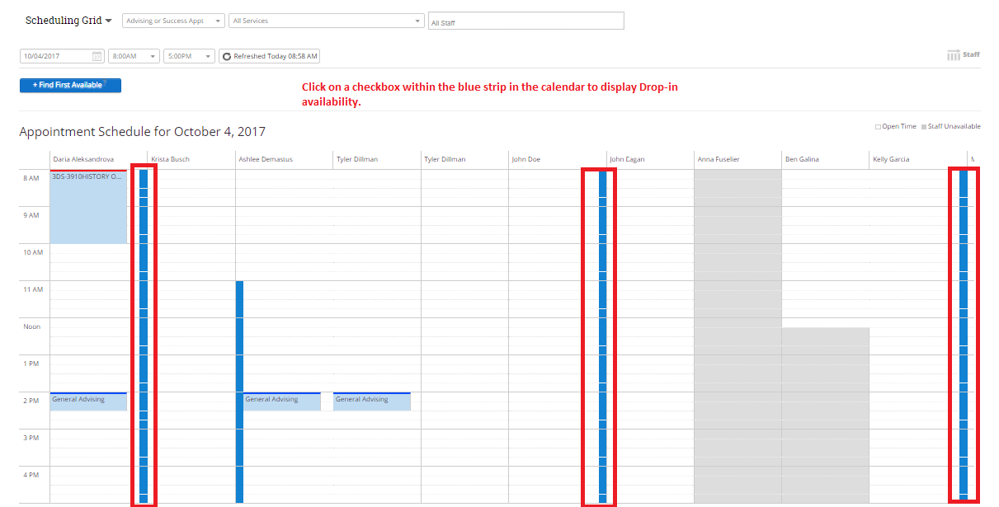 Scheduling Grid
Advising or Success Appt
All Services
All Staff
10/04/2017
8:00AM
5:00PM
Refreshed Today 08:58 AM
Staff
+ Find First Available
Click on a checkbox within the blue strip in the calendar to display Drop-in
availability.
Appointment Schedule for October 4, 2017
Open Time
Staff Unavailable
Daria Aleksandrova
Krista Busch
Ashlee Demastus
Tyler Dillman
Tyler Dillman
John Doe
John Eagan
Anna Fuselier
Ben Galina
Kelly Garcia
8 AM
3DS-3910HISTORY O...
9 AM
10 AM
11 AM
Noon
1 PM
2 PM
General Advising
General Advising
General Advising
3 PM
4 PM